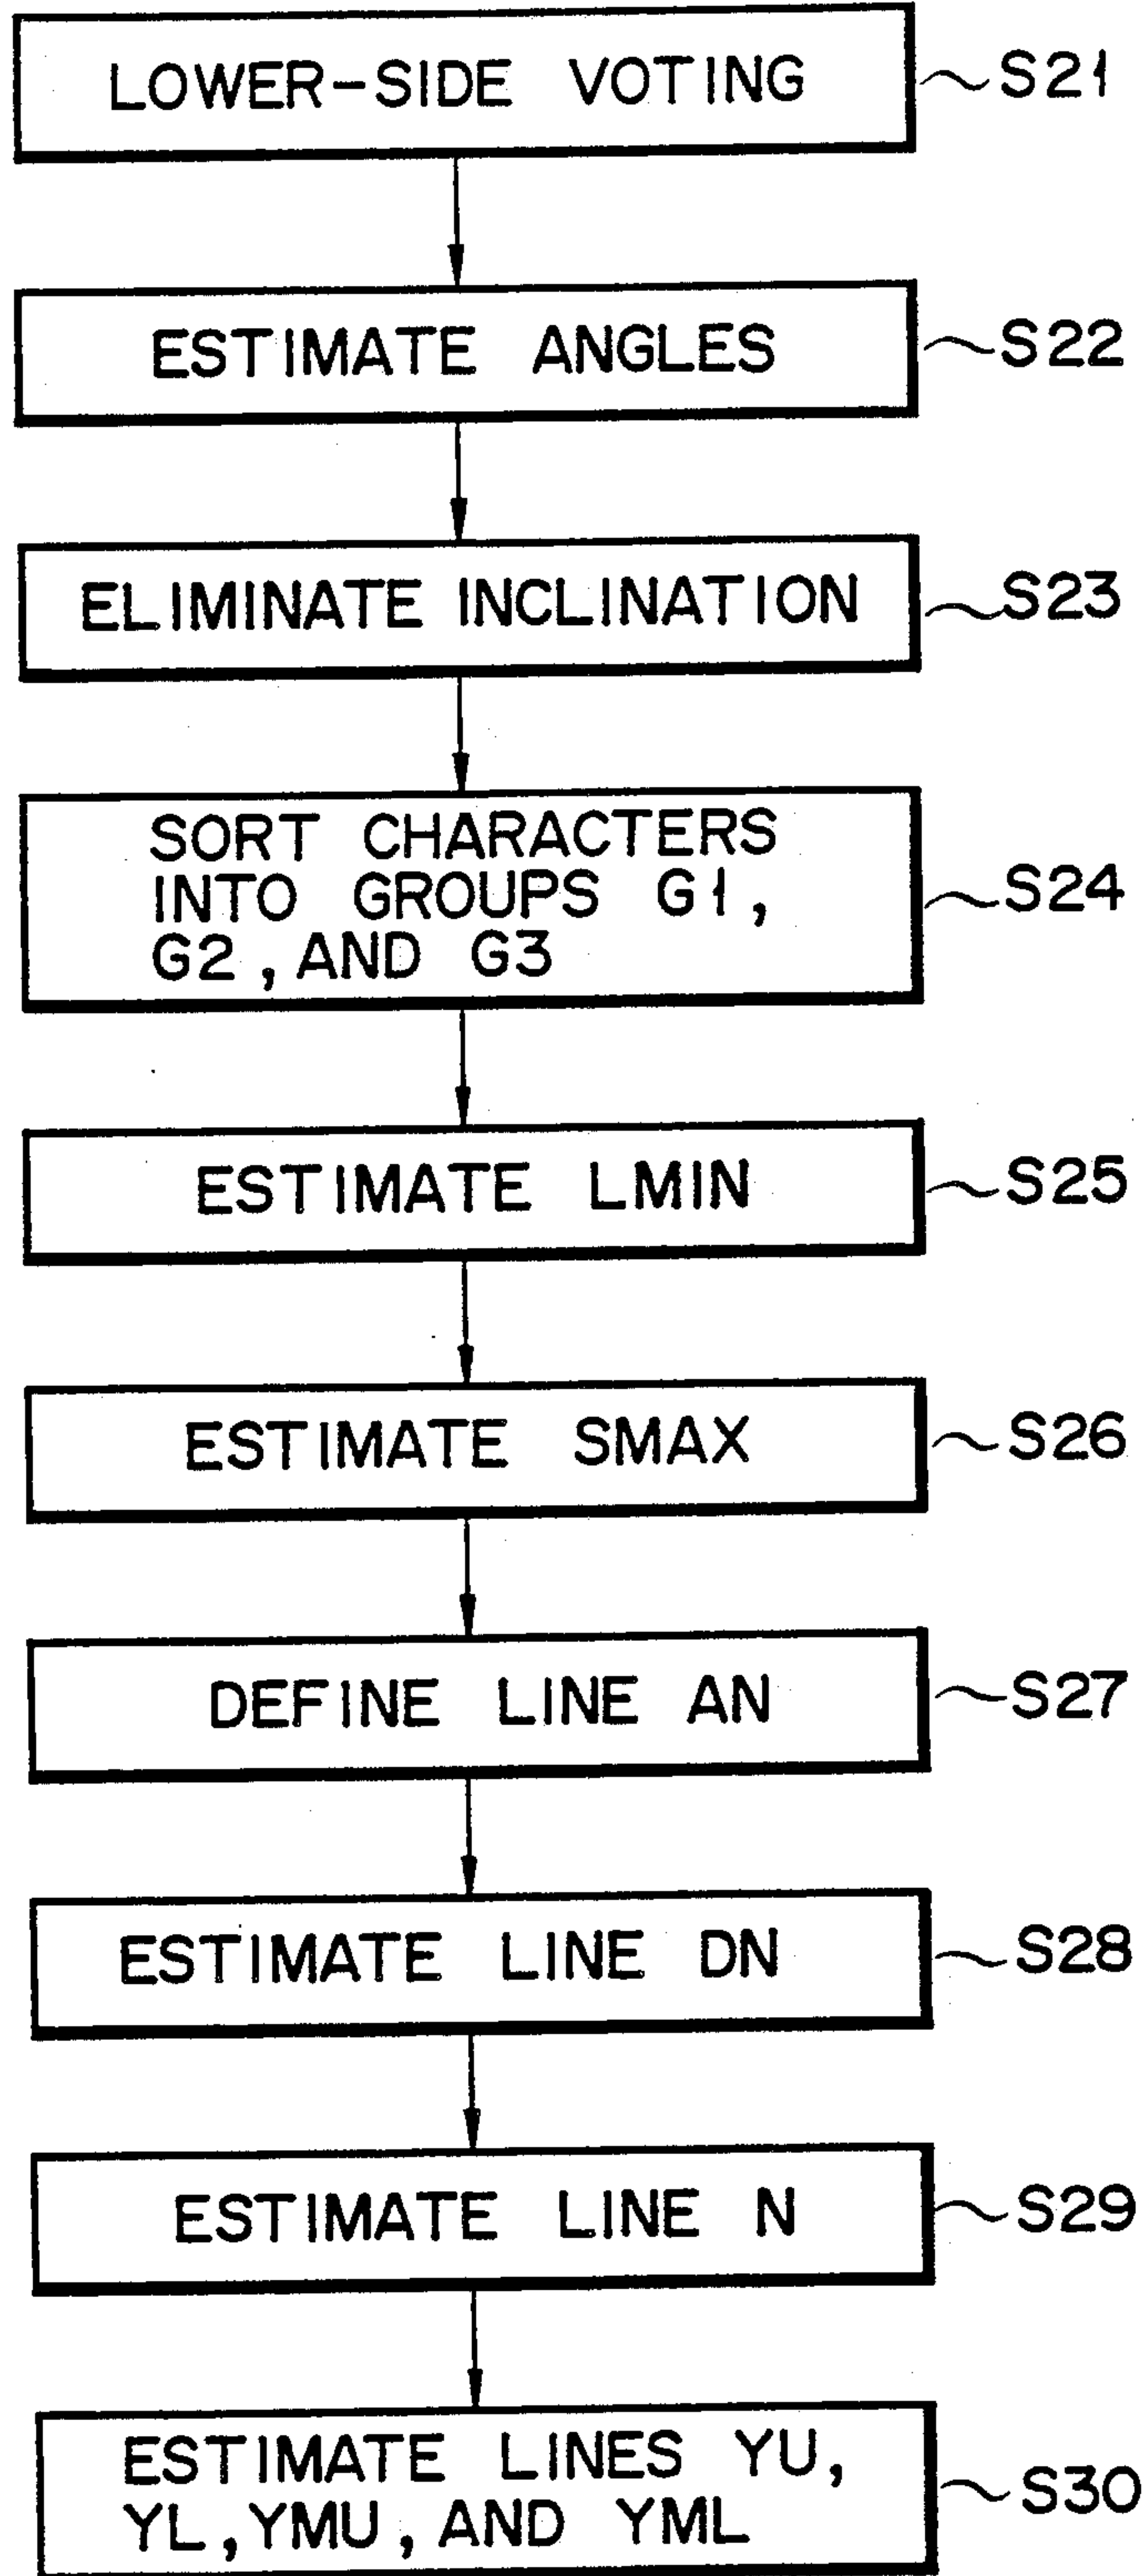 LOWER-SIDE VOTING S21
ESTIMATE ANGLES S22
ELIMINATE INCLINATION S23
SORT CHARACTERS
INTO GROUPS G1,
G2, AND G3
S24
ESTIMATE LMIN S25
ESTIMATE SMAX S26
DEFINE LINE AN S27
ESTIMATE LINE DN S28
ESTIMATE LINE N S29
ESTIMATE LINES YU,
YL, YMU, AND YML
S30